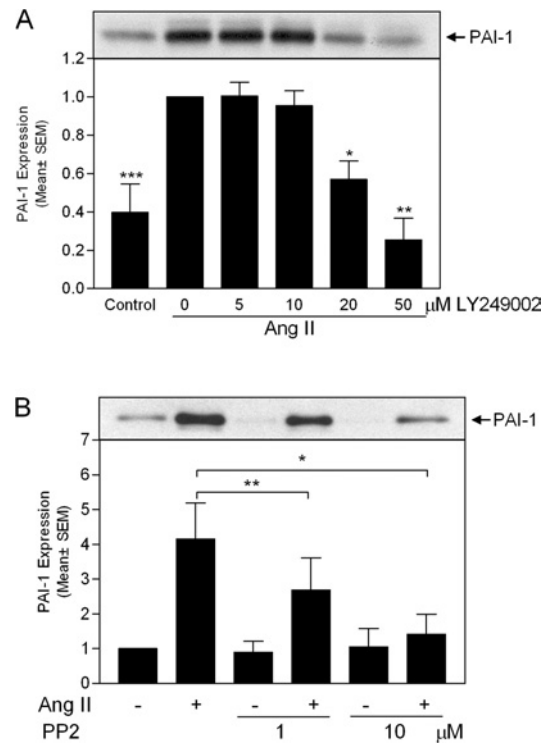 A
PAI-1
1.2
1.0
0.8
0.6
0.4
0.2
0.0
PAI-1 Expression
(Mean± SEM)
***
*
**
Control 0 5 10 20 50 μM LY249002
Ang II
B
PAI-1
7
6
5
4
3
2
1
0
PAI-1 Expression
(Mean± SEM)
*
**
Ang II - + - + - +
PP2 1 10 μM